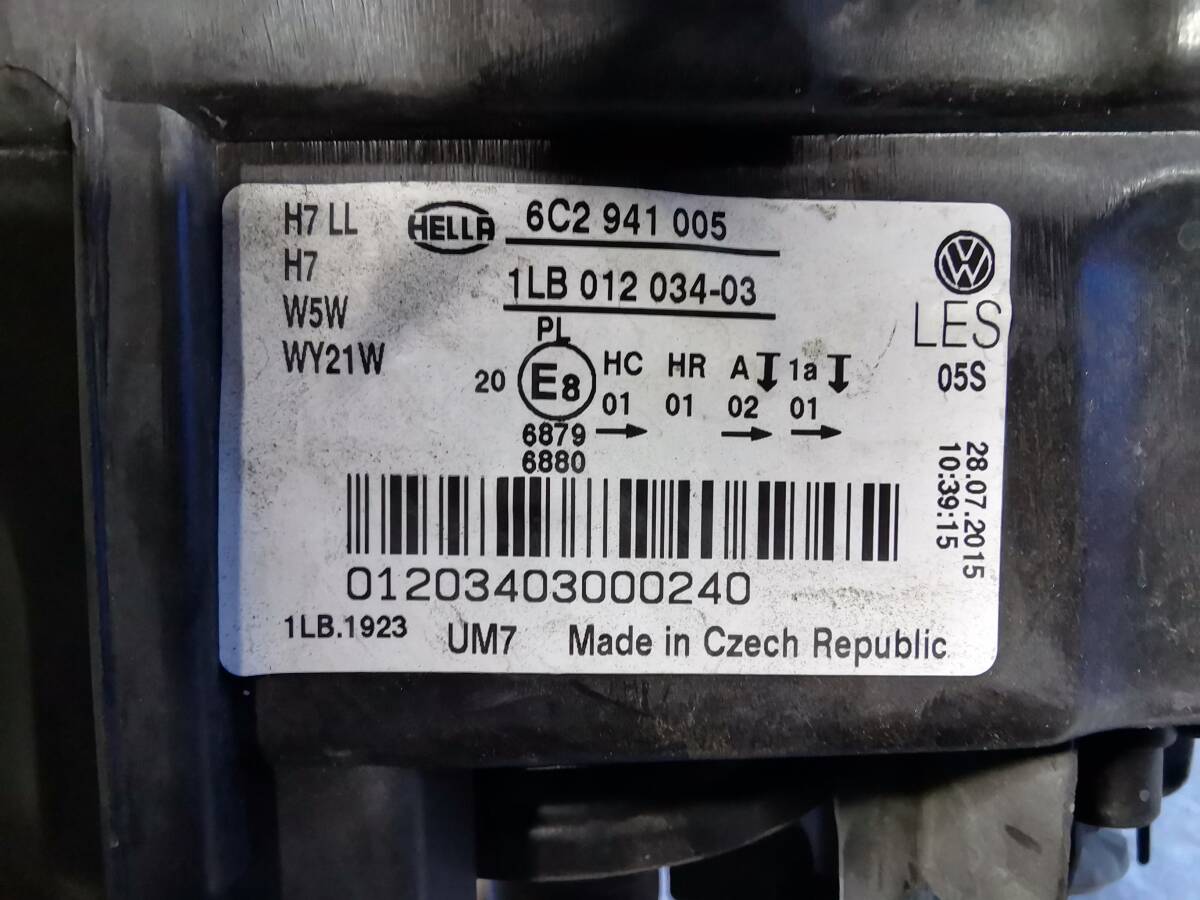 H7 LL
H7
W5W
WY21W
HELLA
6C2 941 005
1LB 012 034-03
PL
20 E8 HC HR A 1a
01 01 02 01
6879
6880
VW
LES
05S
28.07.2015
10:39:15
01203403000240
1LB.1923 UM7 Made in Czech Republic